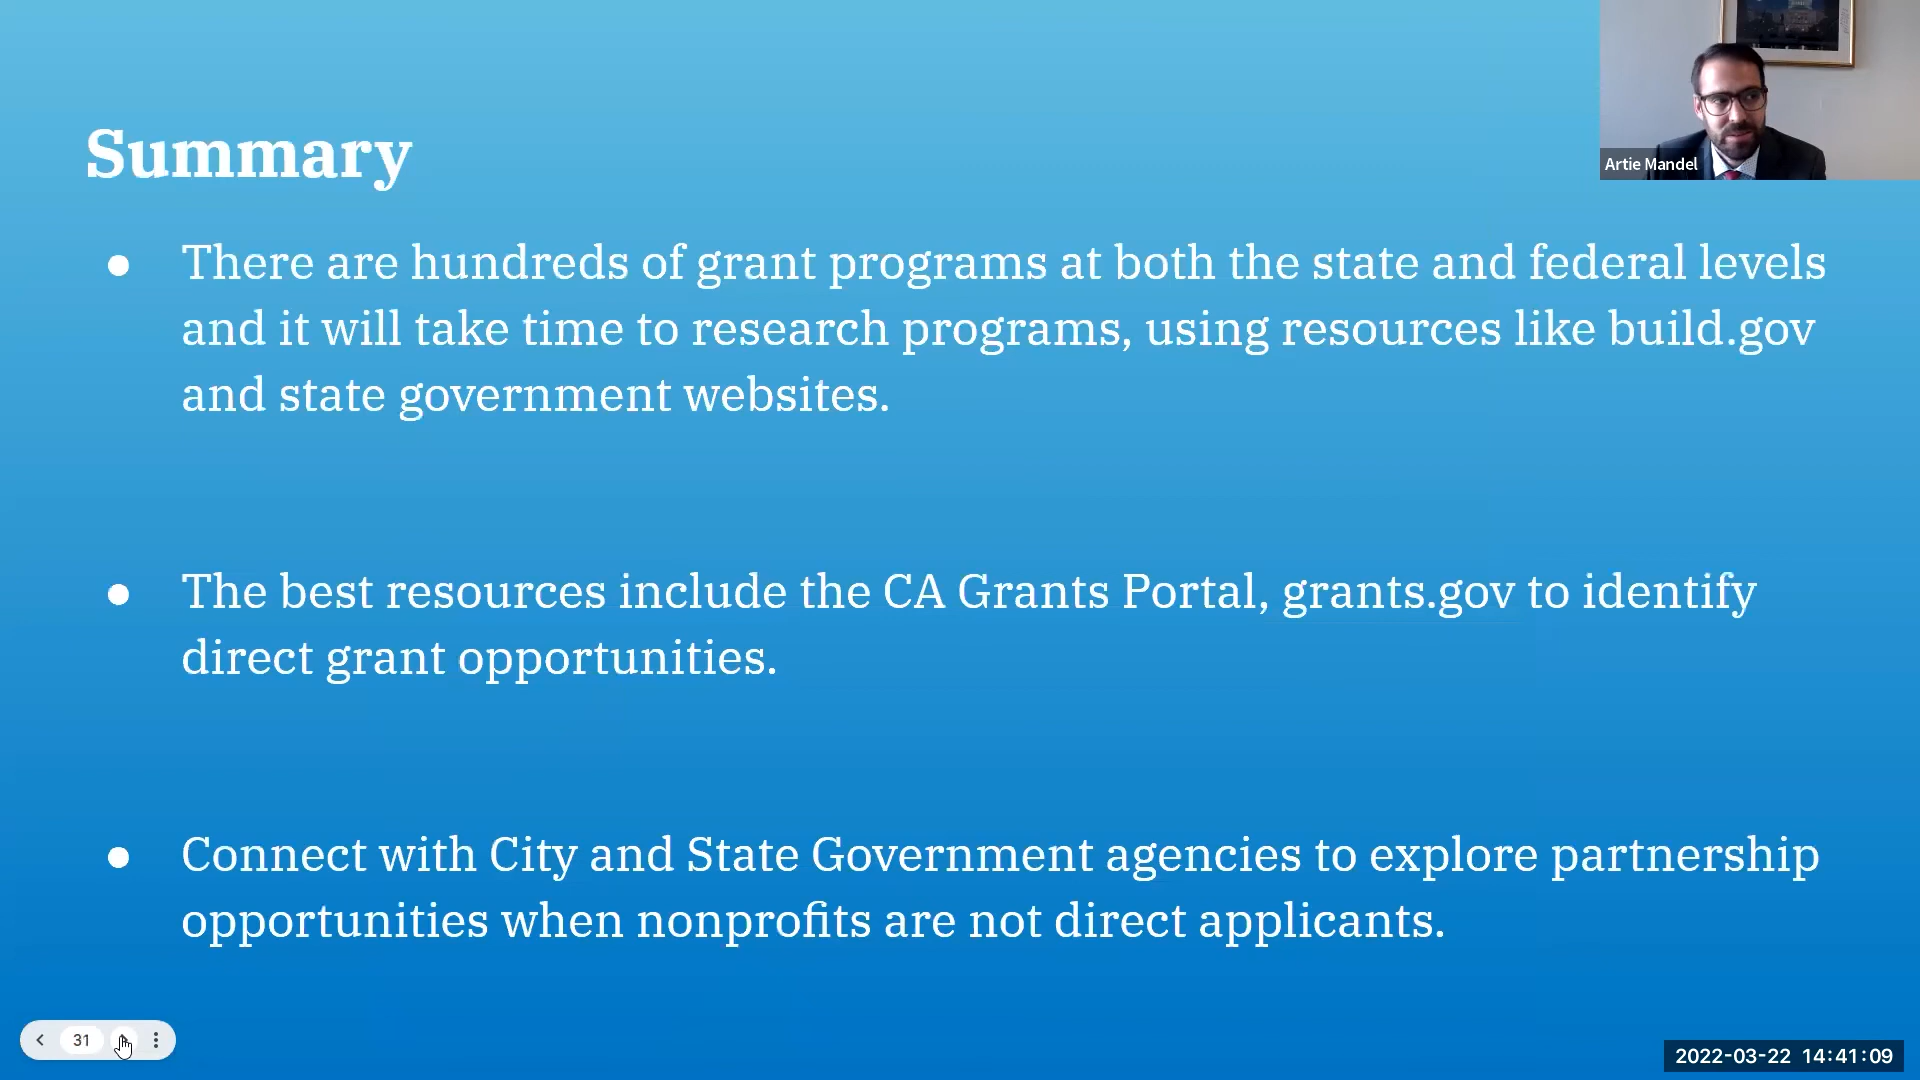 Summary
Artie Mandel
● There are hundreds of grant programs at both the state and federal levels
and it will take time to research programs, using resources like build.gov
and state government websites.
● The best resources include the CA Grants Portal, grants.gov to identify
direct grant opportunities.
● Connect with City and State Government agencies to explore partnership
opportunities when nonprofits are not direct applicants.
31
2022-03-22 14:41:09